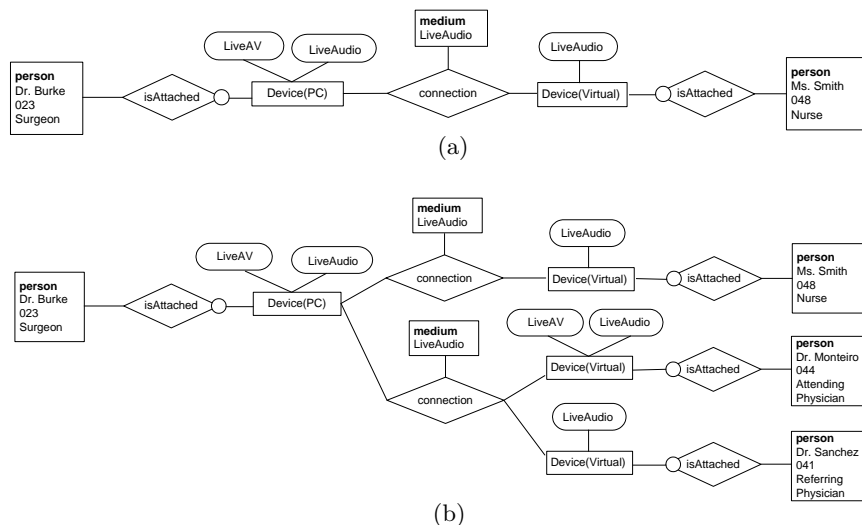 LiveAV
LiveAudio
medium
LiveAudio
LiveAudio
person
Dr. Burke
023
Surgeon
isAttached
Device(PC)
connection
Device(Virtual)
isAttached
person
Ms. Smith
048
Nurse
(a)
medium
LiveAudio
LiveAV
LiveAudio
LiveAudio
person
Dr. Burke
023
Surgeon
isAttached
Device(PC)
connection
Device(Virtual)
isAttached
person
Ms. Smith
048
Nurse
medium
LiveAudio
LiveAV
LiveAudio
connection
Device(Virtual)
isAttached
person
Dr. Monteiro
044
Attending
Physician
LiveAudio
Device(Virtual)
isAttached
person
Dr. Sanchez
041
Referring
Physician
(b)